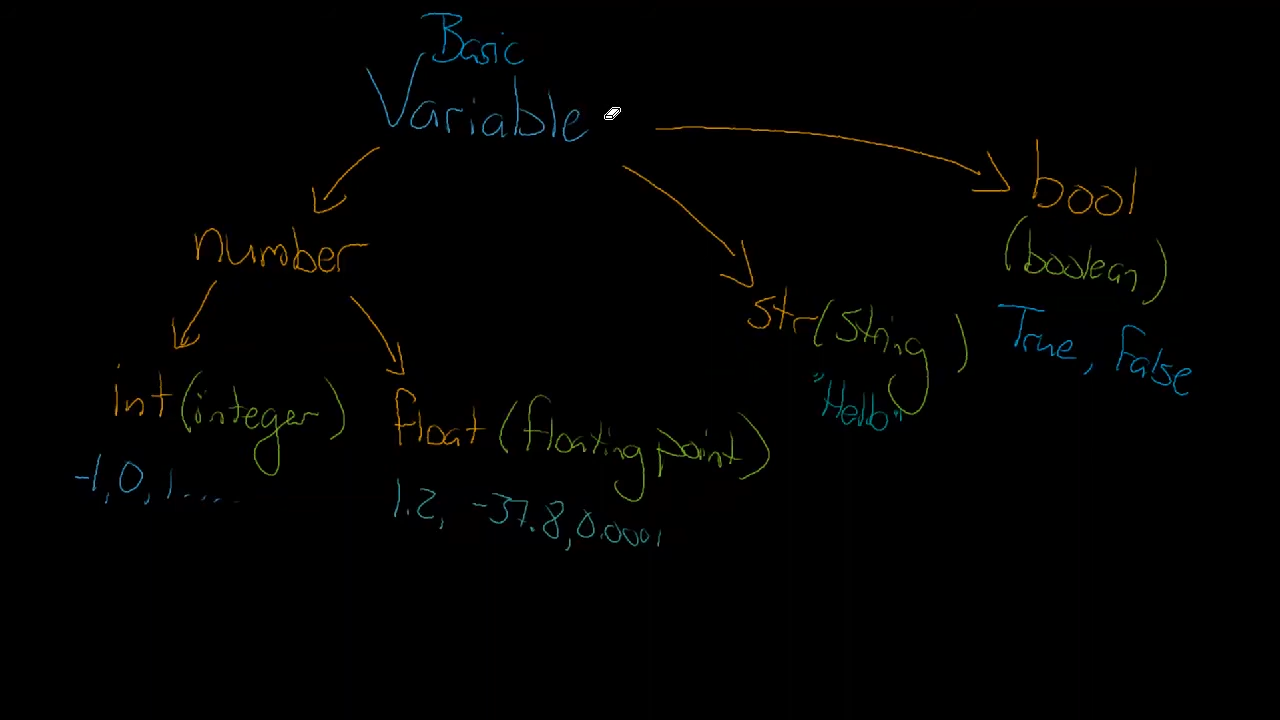 Basic
Variable
number
bool
(boolean)
True, False
str(String)
"Hello"
int(integer)
-1, 0, 1.....
float(floating point)
1.2, -37.8, 0.0001